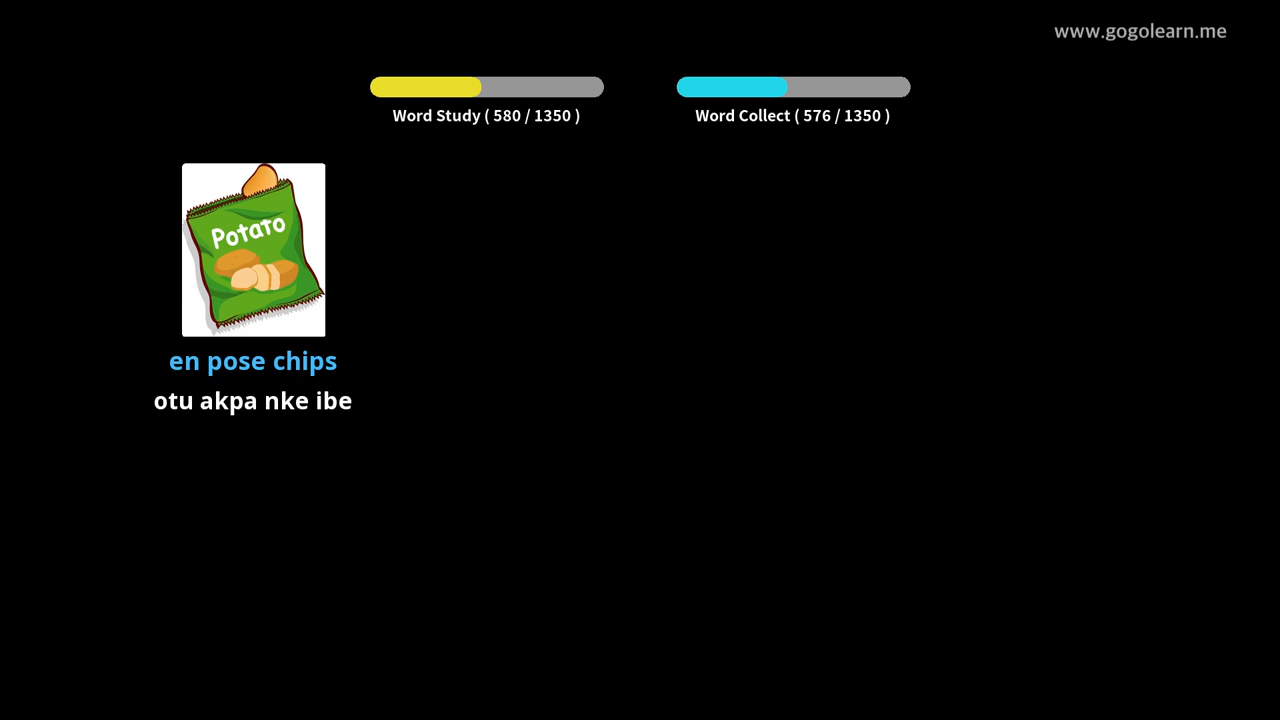 www.gogolearn.me
Word Study ( 580 / 1350 )
Word Collect ( 576 / 1350 )
Potato
en pose chips
otu akpa nke ibe